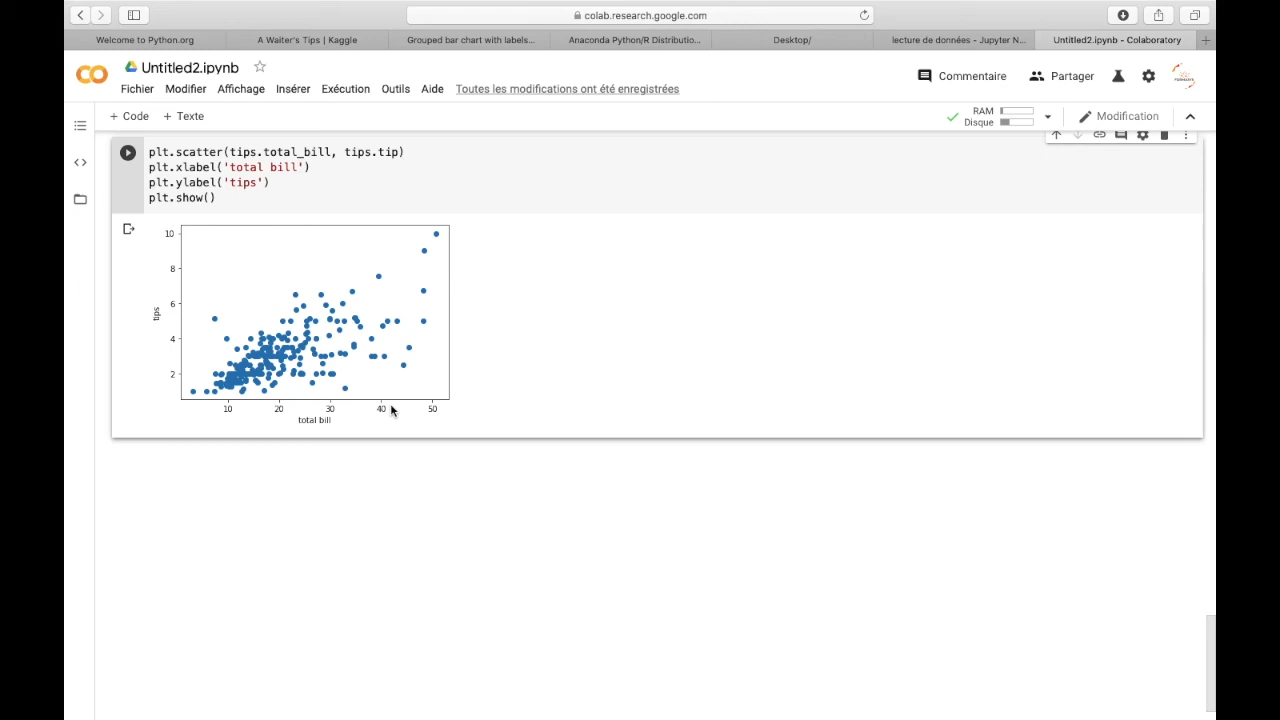 colab.research.google.com
Welcome to Python.org
A Waiter's Tips | Kaggle
Grouped bar chart with labels...
Anaconda Python/R Distributio...
Desktop/
lecture de données - Jupyter N...
Untitled2.ipynb - Colaboratory
Untitled2.ipynb
Commentaire
Partager
Fichier Modifier Affichage Insérer Exécution Outils Aide Toutes les modifications ont été enregistrées
+ Code + Texte
RAM
Disque
Modification
plt.scatter(tips.total_bill, tips.tip)
plt.xlabel('total bill')
plt.ylabel('tips')
plt.show()
10
8
6
4
2
tips
10 20 30 40 50
total bill